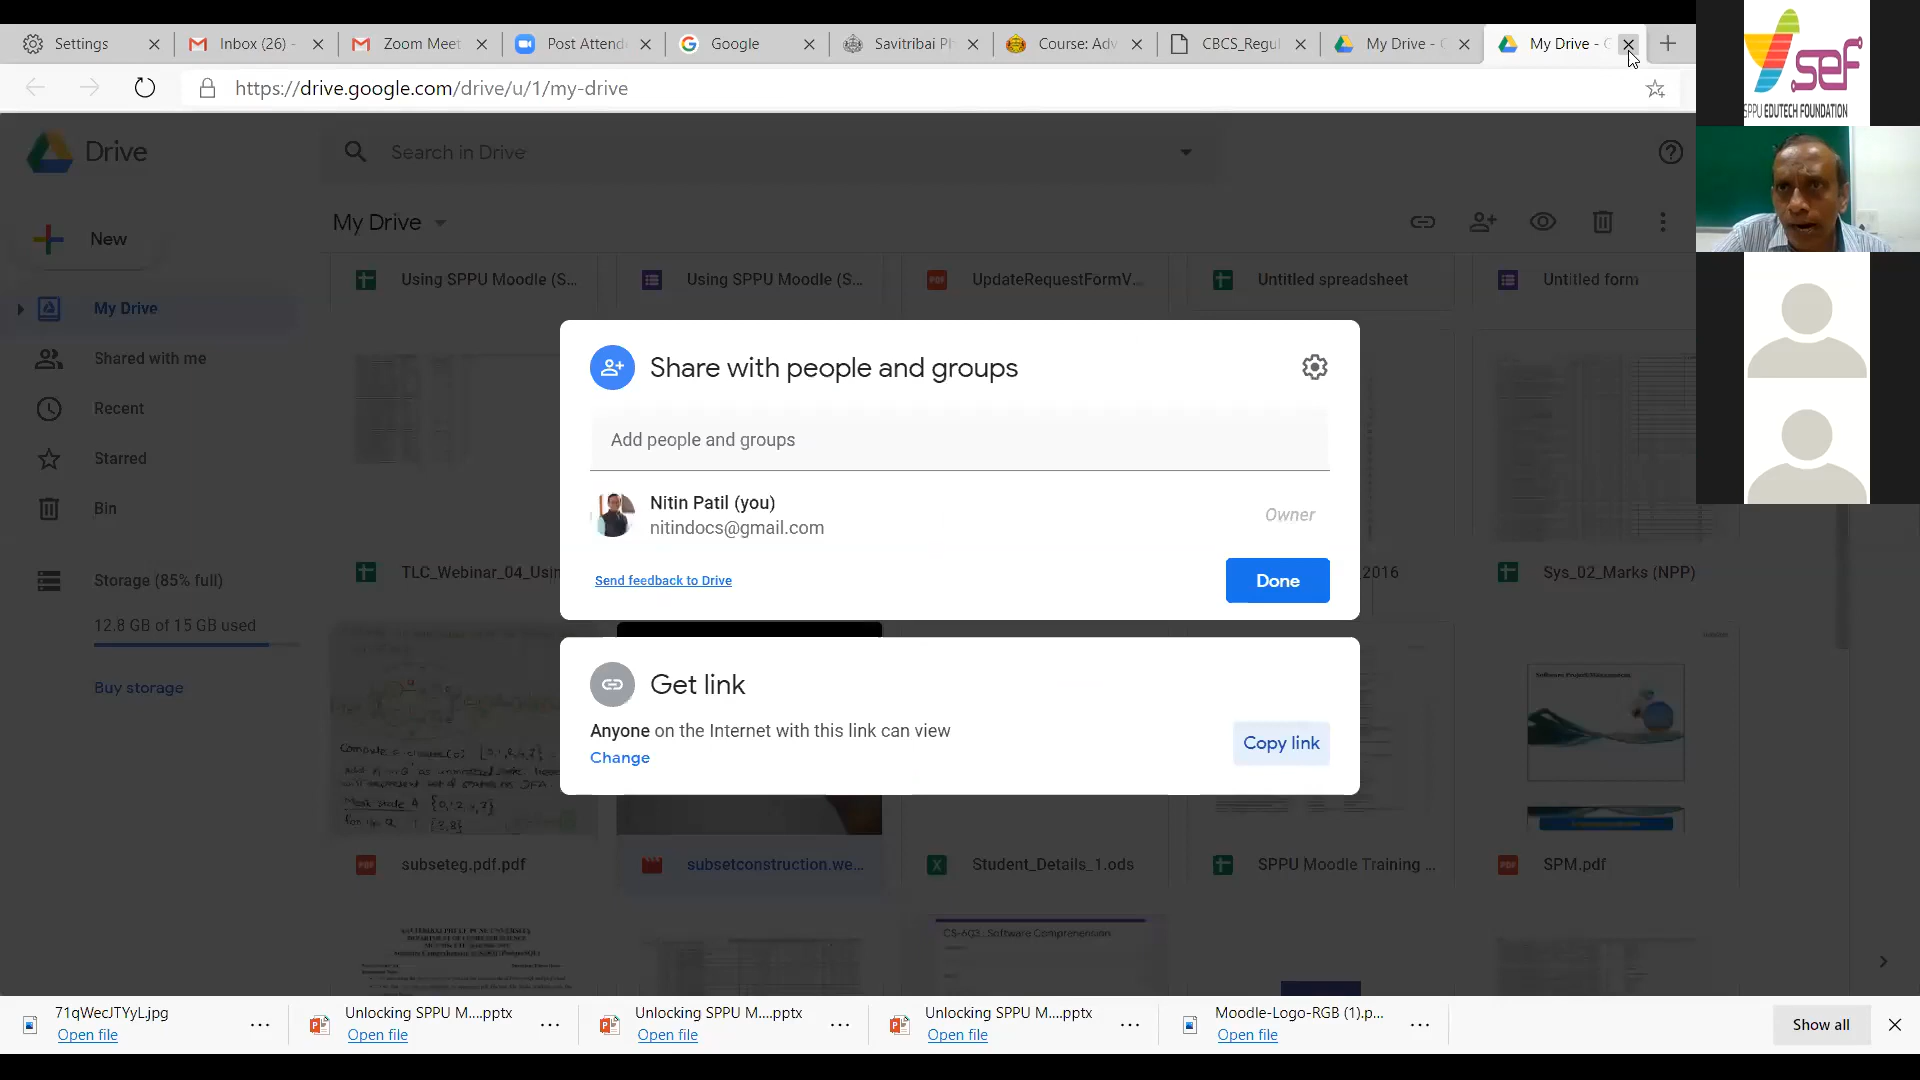 Settings
Inbox (26) -
Zoom Meet
Post Attend
Google
Savitribai P
Course: Adv
CBCS_Regul
My Drive -
My Drive -
https://drive.google.com/drive/u/1/my-drive
sef
SPPU EDUTECH FOUNDATION
Drive
Search in Drive
New
My Drive
Using SPPU Moodle (S...
Using SPPU Moodle (S...
UpdateRequestFormV...
Untitled spreadsheet
Untitled form
My Drive
Shared with me
Recent
Starred
Bin
Storage (85% full)
12.8 GB of 15 GB used
Buy storage
Share with people and groups
Add people and groups
Nitin Patil (you)
nitindocs@gmail.com
Owner
Send feedback to Drive
Done
Get link
Anyone on the Internet with this link can view
Change
Copy link
TLC_Webinar_04_Usin
2016
Sys_02_Marks (NPP)
subseteg.pdf.pdf
subsetconstruction.we...
Student_Details_1.ods
SPPU Moodle Training ...
SPM.pdf
CS-603: Software Comprehension
71qWecJTYyL.jpg
Open file
Unlocking SPPU M....pptx
Open file
Unlocking SPPU M....pptx
Open file
Unlocking SPPU M....pptx
Open file
Moodle-Logo-RGB (1).p...
Open file
Show all